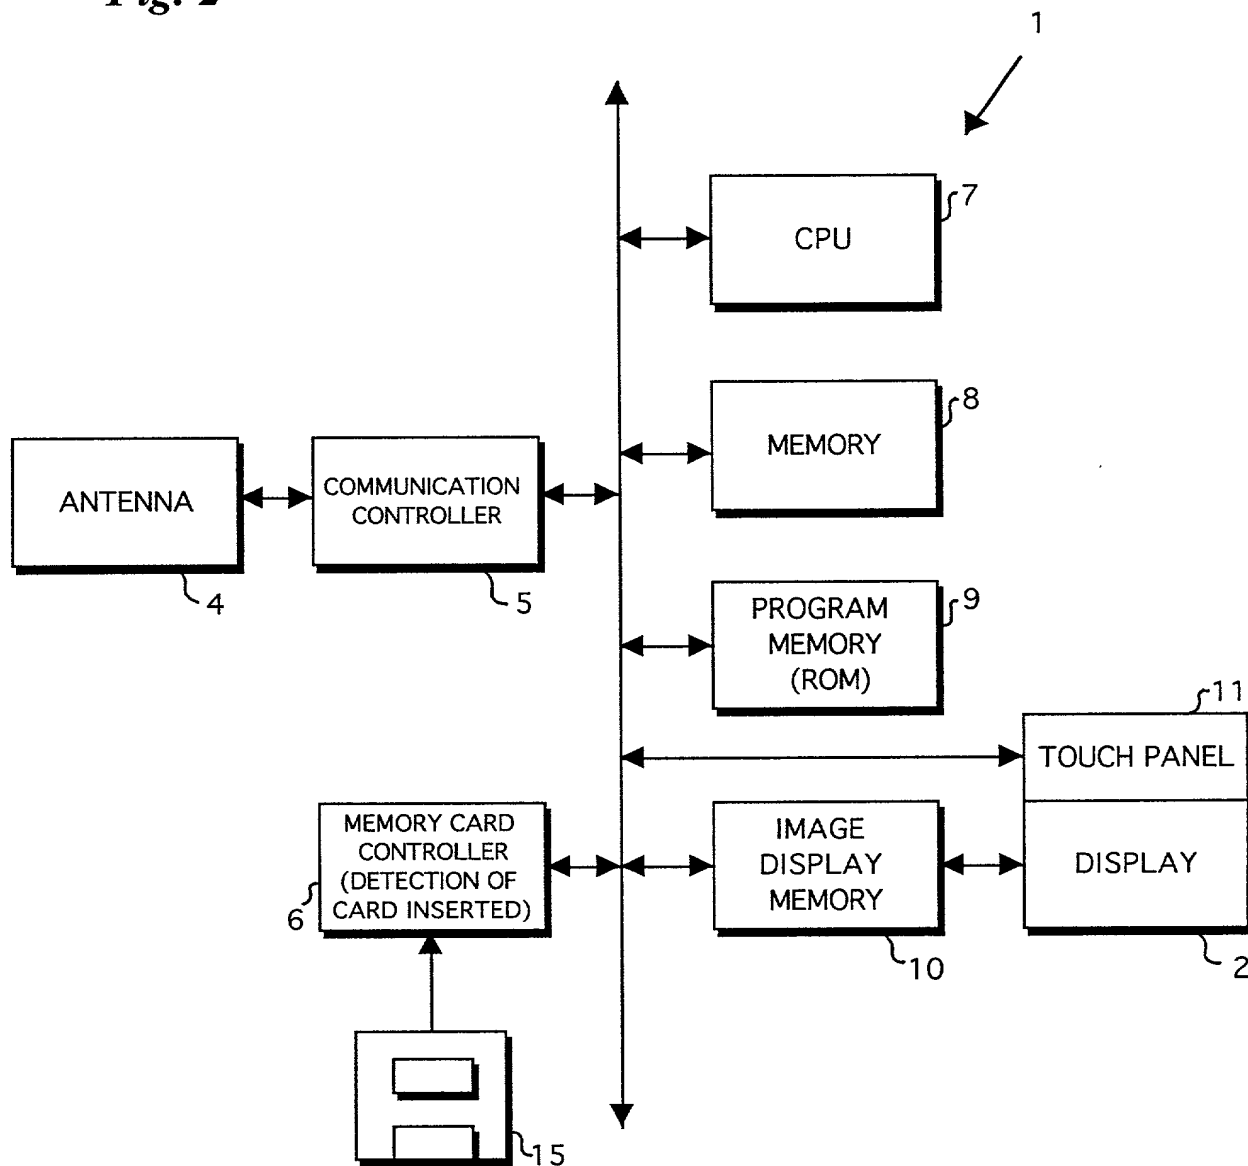 Fig. 2
1
7
CPU
8
MEMORY
ANTENNA
4
COMMUNICATION
CONTROLLER
5
9
PROGRAM
MEMORY
(ROM)
11
TOUCH PANEL
MEMORY CARD
CONTROLLER
(DETECTION OF
CARD INSERTED)
6
IMAGE
DISPLAY
MEMORY
10
DISPLAY
2
15